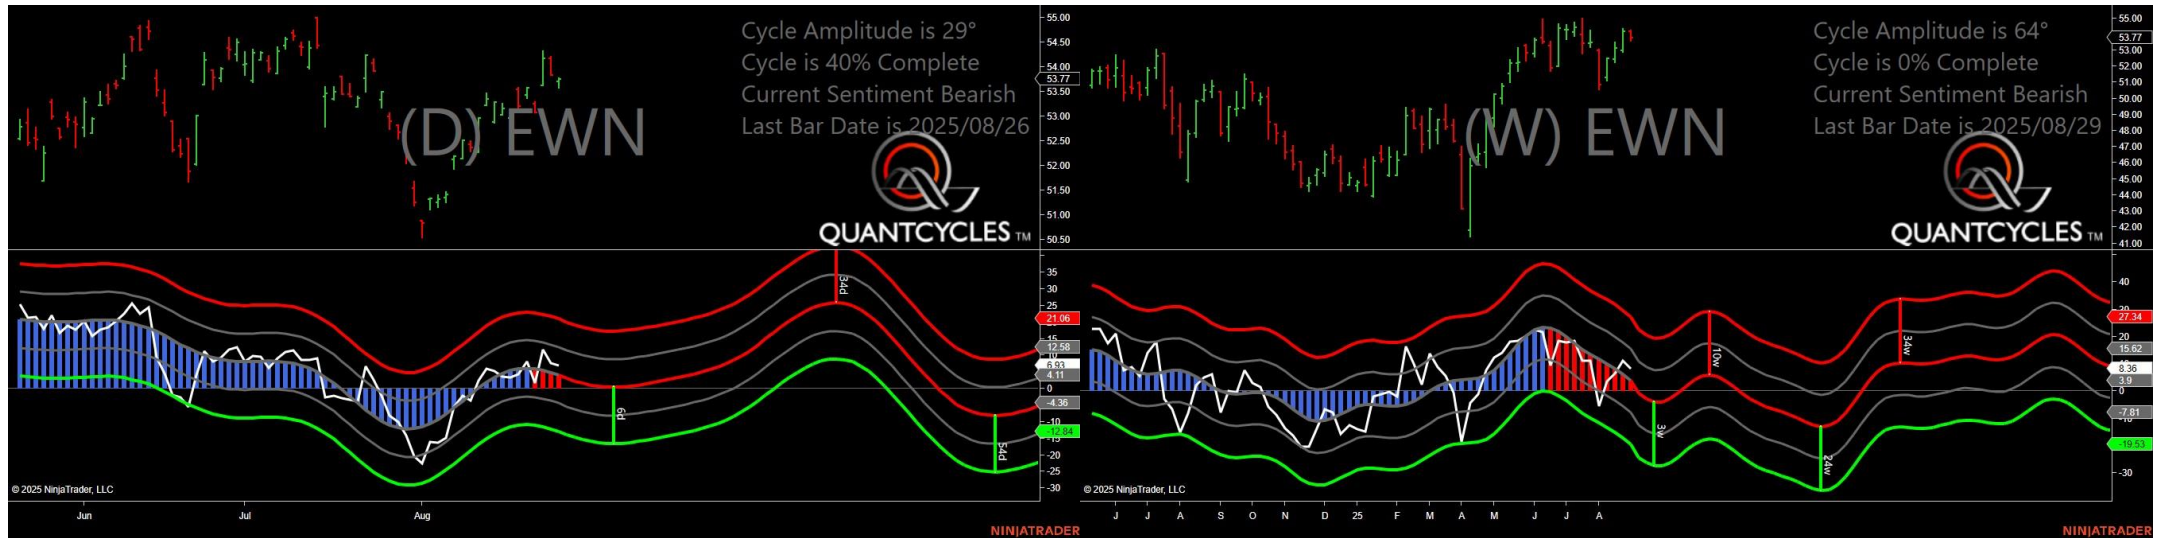 Cycle Amplitude is 29°
Cycle is 40% Complete
Current Sentiment Bearish
Last Bar Date is 2025/08/26
(D) EWN
QUANTCYCLES TM
55.00
54.50
54.00
53.77
53.50
53.00
52.50
52.00
51.50
51.00
50.50
34d
6d
54d
35
30
25
21.06
12.58
4.11
0
-4.36
-12.84
-20
-25
-30
© 2025 NinjaTrader, LLC
Jun Jul Aug
NINJATRADER
Cycle Amplitude is 64°
Cycle is 0% Complete
Current Sentiment Bearish
Last Bar Date is 2025/08/29
(W) EWN
QUANTCYCLES TM
55.00
53.77
53.00
52.00
51.00
50.00
49.00
48.00
47.00
46.00
45.00
44.00
43.00
42.00
41.00
10w
34w
3w
24w
40
27.34
20
15.62
8.36
3.9
0
-7.81
-19.53
-30
© 2025 NinjaTrader, LLC
J J A S O N D 25 F M A M J J A
NINJATRADER